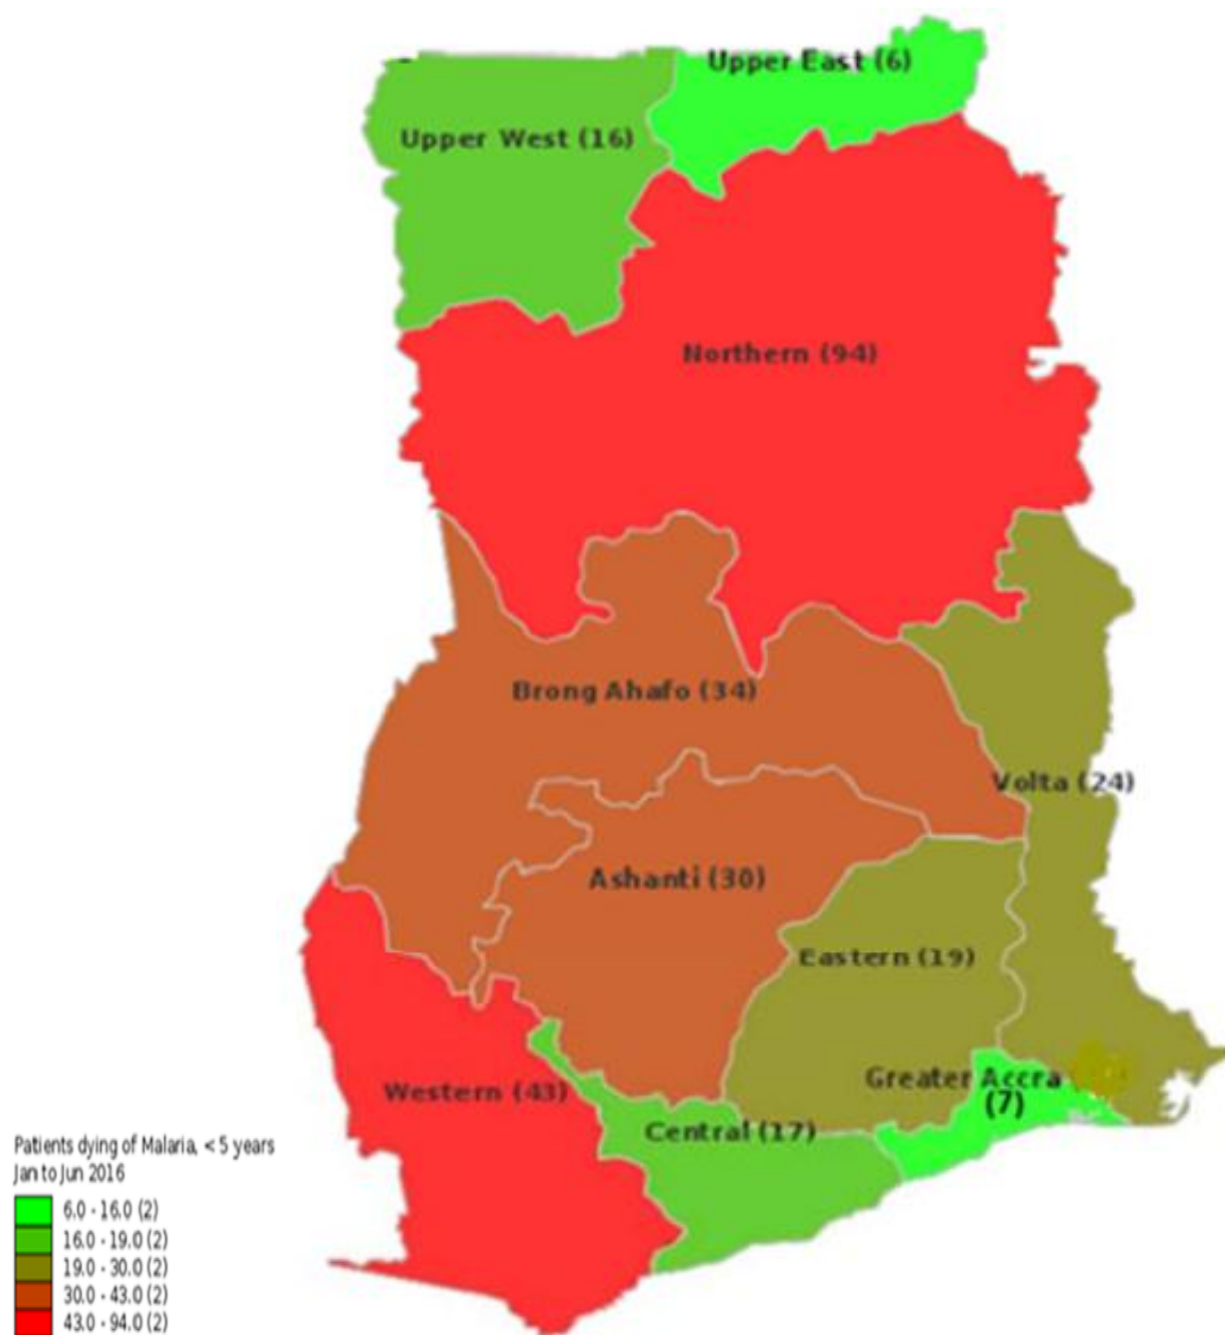 Upper East (6)
Upper West (16)
Northern (94)
Brong Ahafo (34)
Volta (24)
Ashanti (30)
Eastern (19)
Greater Accra
(7)
Western (43)
Central (17)
Patients dying of Malaria, < 5 years
Jan to Jun 2016
6.0 - 16.0 (2)
16.0 - 19.0 (2)
19.0 - 30.0 (2)
30.0 - 43.0 (2)
43.0 - 94.0 (2)